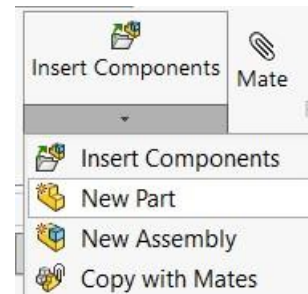 Insert Components
Mate
Insert Components
New Part
New Assembly
Copy with Mates